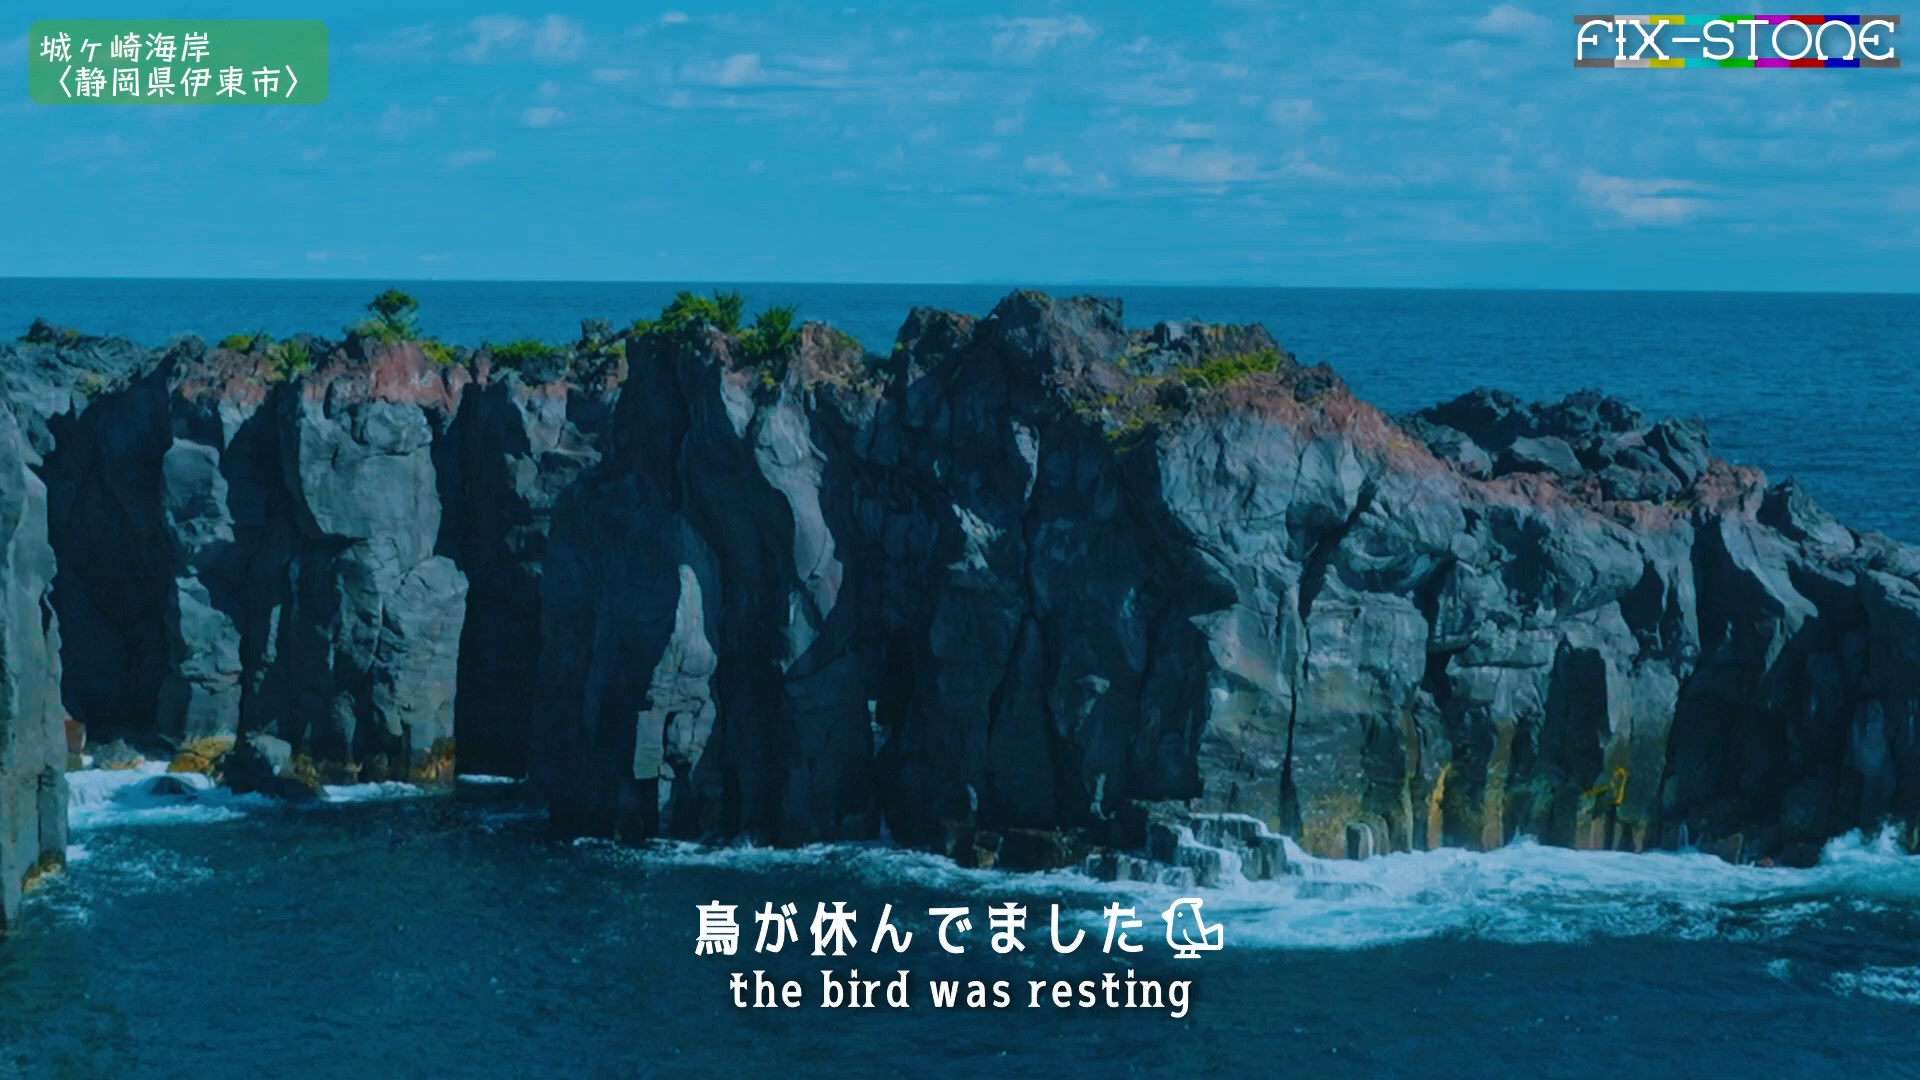 城ヶ崎海岸
〈静岡県伊東市〉
FIX-STONE
鳥が休んでました
the bird was resting